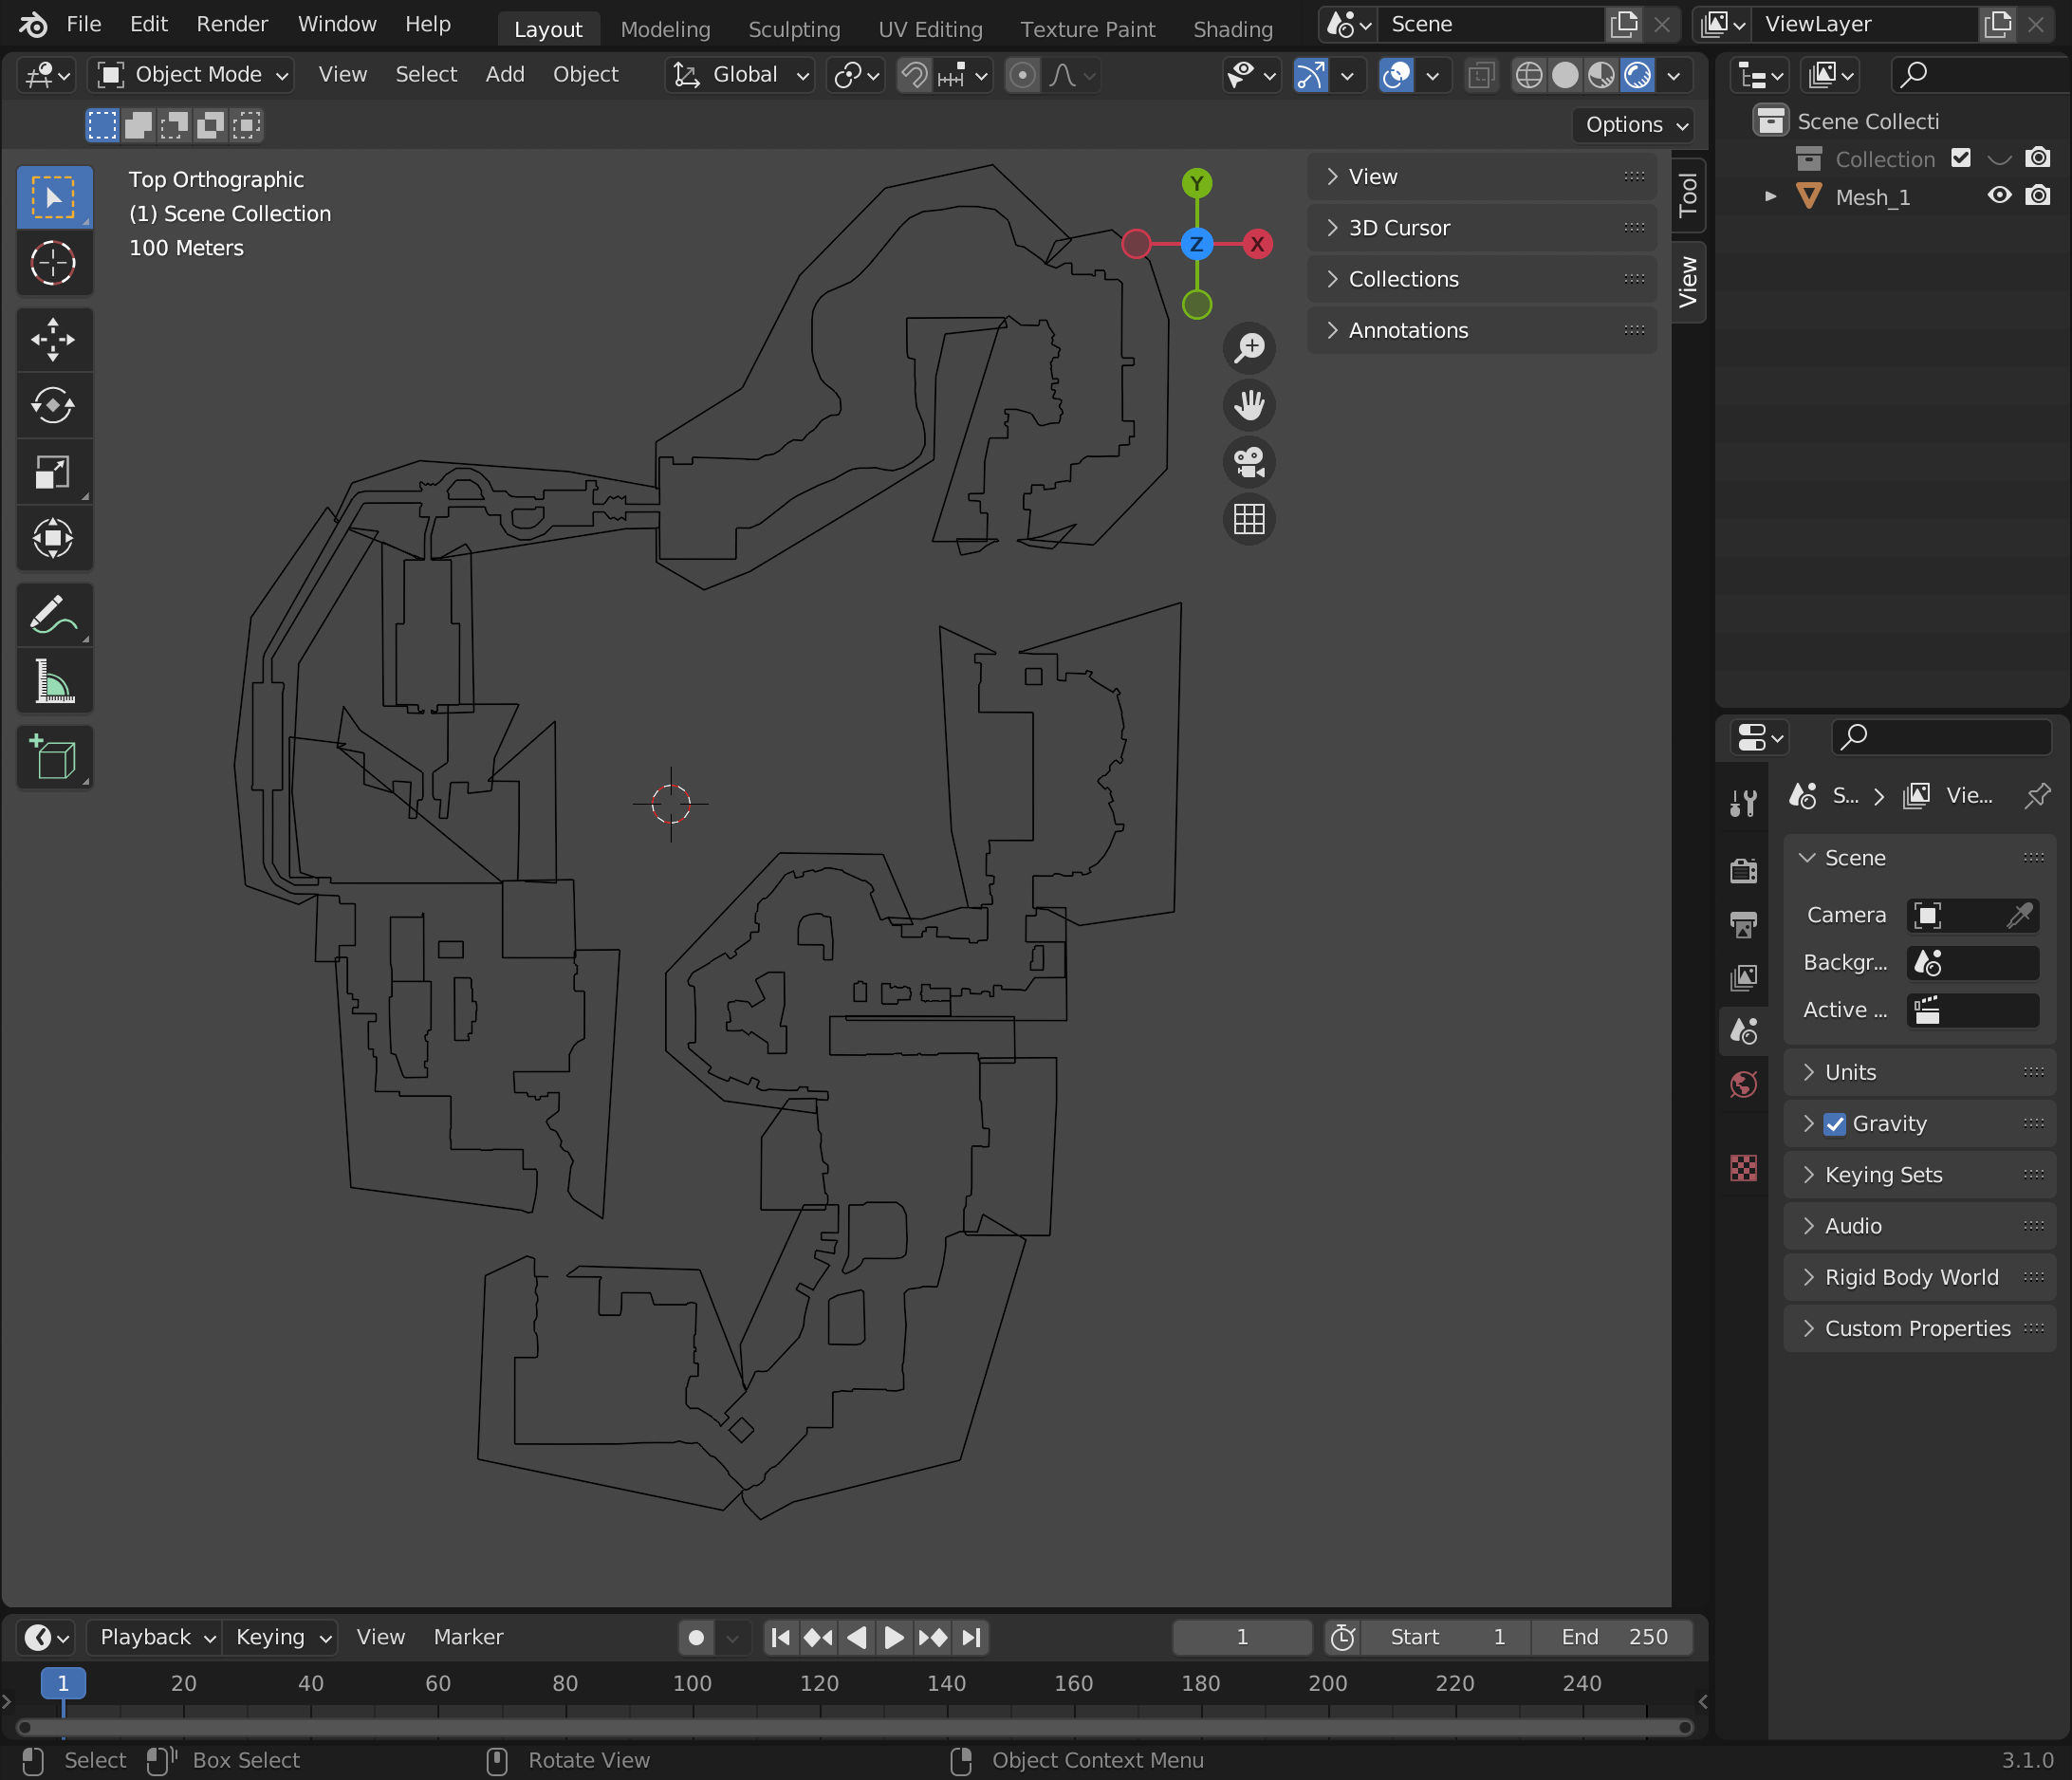 File Edit Render Window Help Layout Modeling Sculpting UV Editing Texture Paint Shading Scene ViewLayer
Object Mode View Select Add Object Global
Options
Top Orthographic
(1) Scene Collection
100 Meters
Y
Z X
View
3D Cursor
Collections
Annotations
Tool
View
Scene Collecti
Collection
Mesh_1
S... Vie...
Scene
Camera
Backgr...
Active ...
Units
Gravity
Keying Sets
Audio
Rigid Body World
Custom Properties
Playback Keying View Marker 1 Start 1 End 250
1 20 40 60 80 100 120 140 160 180 200 220 240
Select Box Select Rotate View Object Context Menu 3.1.0